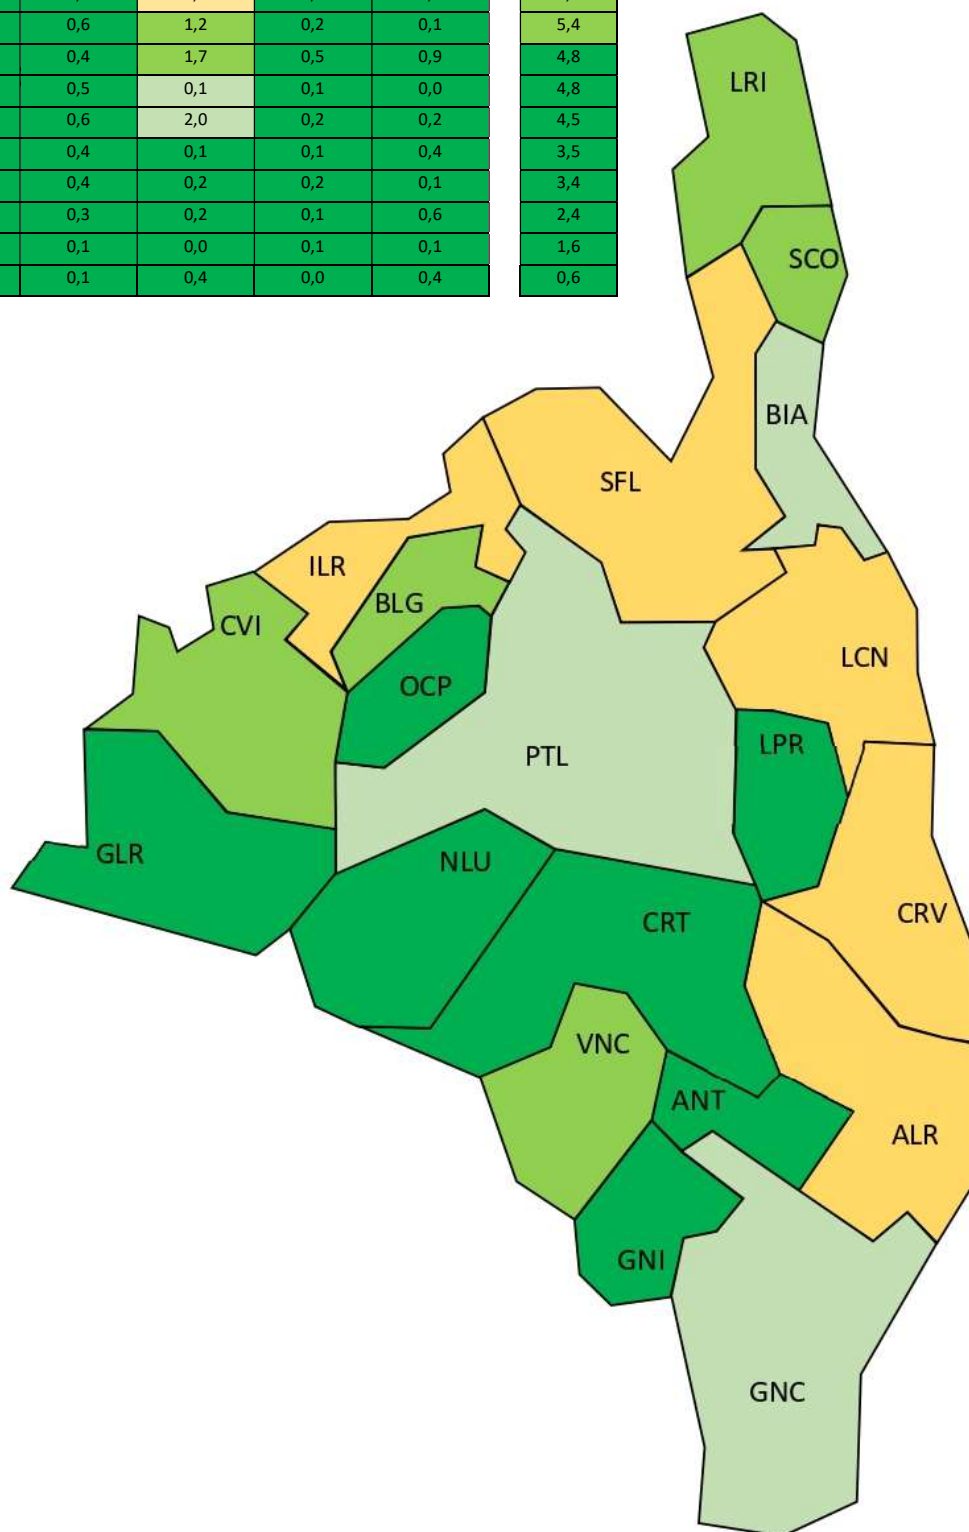 0,6 1,2 0,2 0,1 5,4
0,4 1,7 0,5 0,9 4,8
0,5 0,1 0,1 0,0 4,8
0,6 2,0 0,2 0,2 4,5
0,4 0,1 0,1 0,4 3,5
0,4 0,2 0,2 0,1 3,4
0,3 0,2 0,1 0,6 2,4
0,1 0,0 0,1 0,1 1,6
0,1 0,4 0,0 0,4 0,6
LRI
SCO
BIA
SFL
ILR
BLG
CVI
LCN
OCP
LPR
PTL
GLR
NLU
CRV
CRT
VNC
ANT
ALR
GNI
GNC